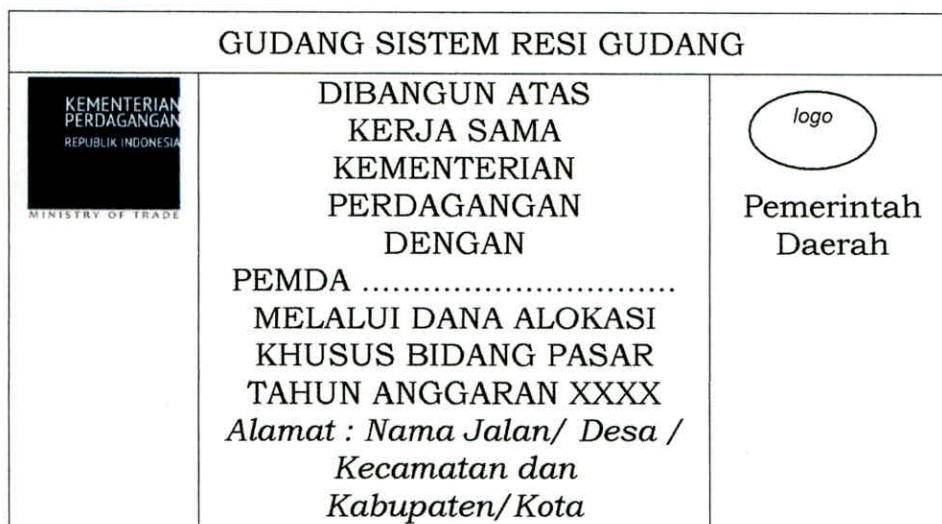 GUDANG SISTEM RESI GUDANG
KEMENTERIAN
PERDAGANGAN
REPUBLIK INDONESIA
MINISTRY OF TRADE
DIBANGUN ATAS
KERJA SAMA
KEMENTERIAN
PERDAGANGAN
DENGAN
PEMDA ...............................
MELALUI DANA ALOKASI
KHUSUS BIDANG PASAR
TAHUN ANGGARAN XXXX
Alamat : Nama Jalan/ Desa /
Kecamatan dan
Kabupaten/Kota
logo
Pemerintah
Daerah